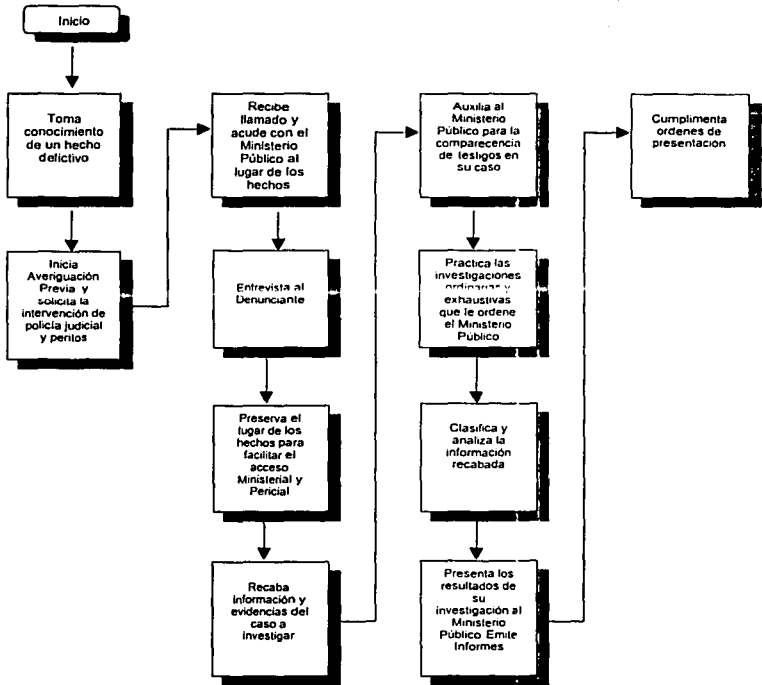 Inicio
Toma
conocimiento
de un hecho
delictivo
Inicia
Averiguación
Previa y
solicita la
intervención de
policía judicial
y peritos
Recibe
llamado y
acude con el
Ministerio
Público al
lugar de los
hechos
Entrevista al
Denunciante
Preserva el
lugar de los
hechos para
facilitar el
acceso
Ministerial y
Pericial
Recaba
información y
evidencias del
caso a
investigar
Auxilia al
Ministerio
Público para la
comparecencia
de testigos en
su caso
Practica las
investigaciones
ordinarias y
exhaustivas
que le ordene
el Ministerio
Público
Clasifica y
analiza la
información
recabada
Presenta los
resultados de
su
investigación al
Ministerio
Público Emite
Informes
Cumplimenta
ordenes de
presentación